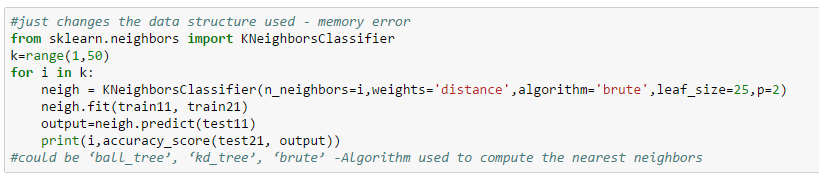 #just changes the data structure used - memory error
from sklearn.neighbors import KNeighborsClassifier
k=range(1,50)
for i in k:
    neigh = KNeighborsClassifier(n_neighbors=i,weights='distance',algorithm='brute',leaf_size=25,p=2)
    neigh.fit(train11, train21)
    output=neigh.predict(test11)
    print(i,accuracy_score(test21, output))
#could be ‘ball_tree’, ‘kd_tree’, ‘brute’ -Algorithm used to compute the nearest neighbors